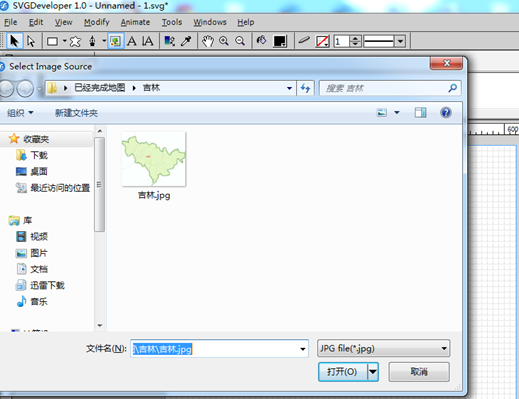 SVGDeveloper 1.0 - Unnamed - 1.svg*
File Edit View Modify Animate Tools Windows Help
1
Select Image Source
已经完成地图 吉林
搜索 吉林
组织 新建文件夹
600
收藏夹
下载
桌面
最近访问的位置
库
视频
图片
文档
迅雷下载
音乐
吉林.jpg
文件名(N): \吉林\吉林.jpg
JPG file(*.jpg)
打开(O) 取消